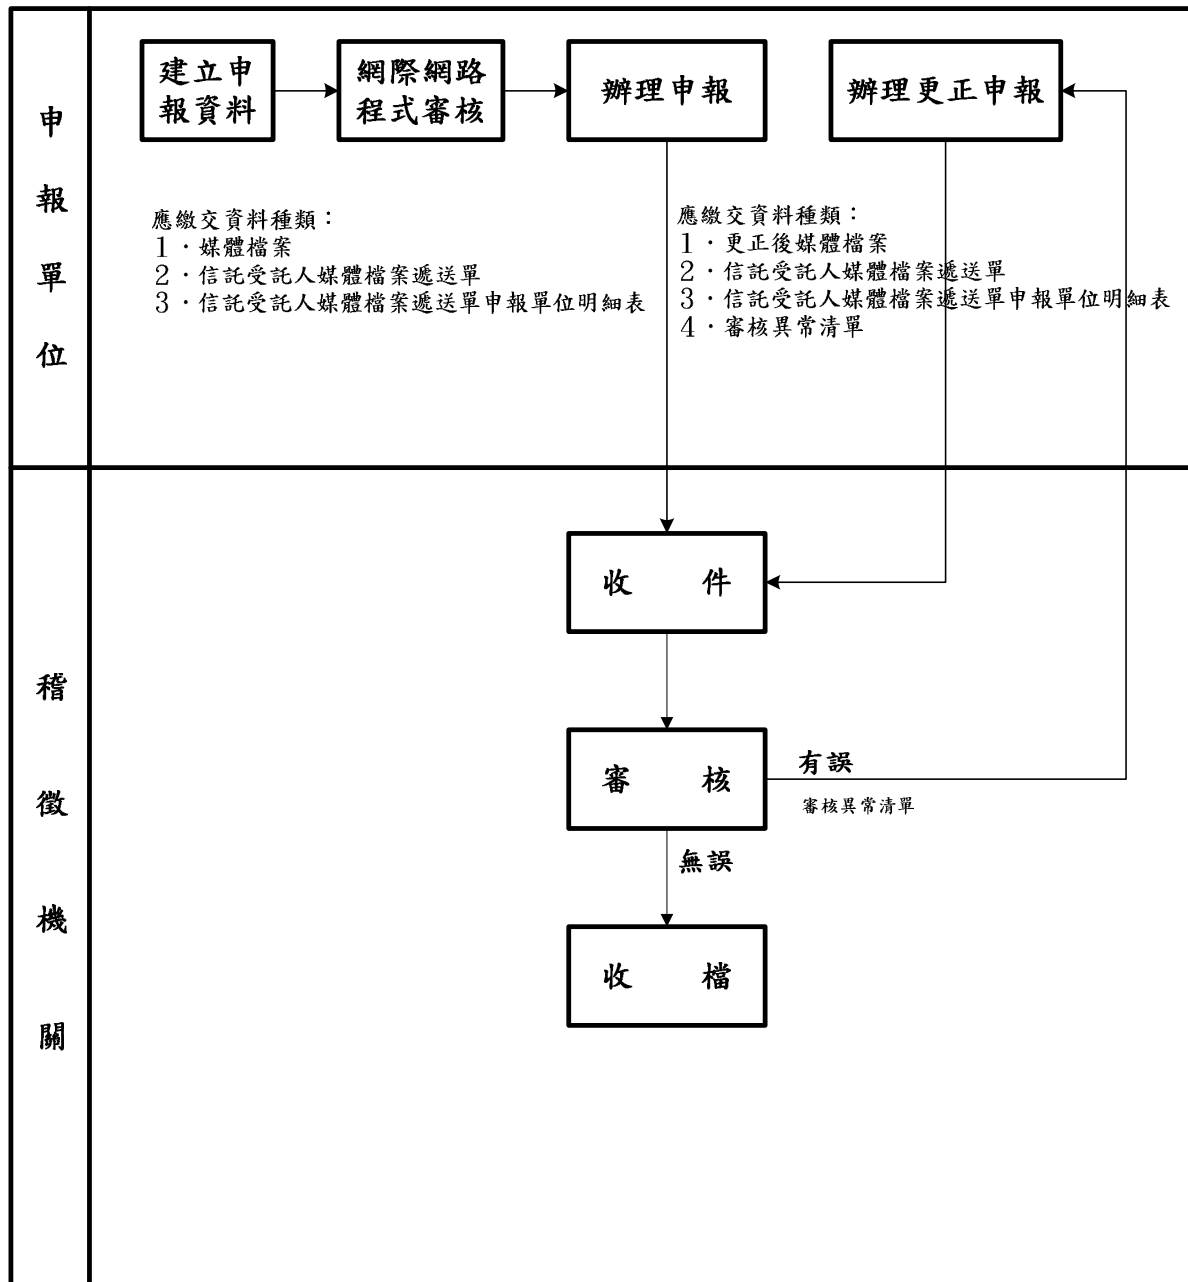 申報單位
建立申
報資料
網際網路
程式審核
辦理申報
辦理更正申報
應繳交資料種類：
１．媒體檔案
２．信託受託人媒體檔案遞送單
３．信託受託人媒體檔案遞送單申報單位明細表
應繳交資料種類：
１．更正後媒體檔案
２．信託受託人媒體檔案遞送單
３．信託受託人媒體檔案遞送單申報單位明細表
４．審核異常清單
稽徵機關
收　　件
審　　核
有誤
審核異常清單
無誤
收　　檔